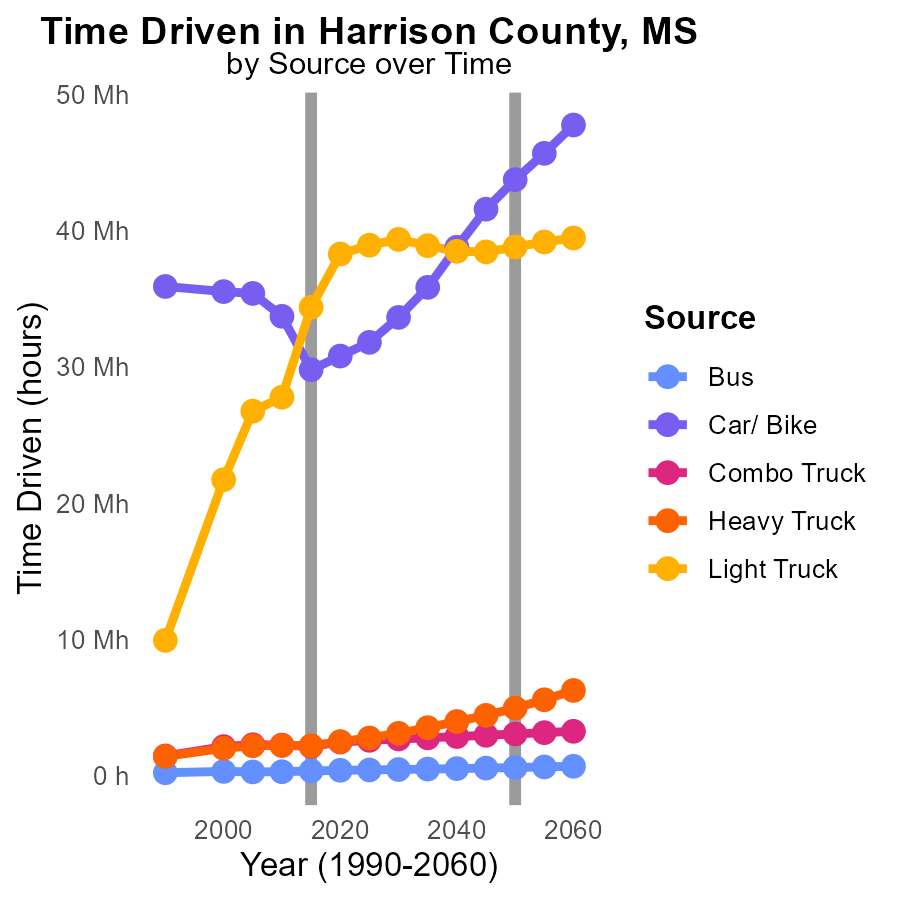 Time Driven in Harrison County, MS
by Source over Time
50 Mh
40 Mh
30 Mh
20 Mh
10 Mh
0 h
Time Driven (hours)
2000
2020
2040
2060
Year (1990-2060)
Source
Bus
Car/ Bike
Combo Truck
Heavy Truck
Light Truck